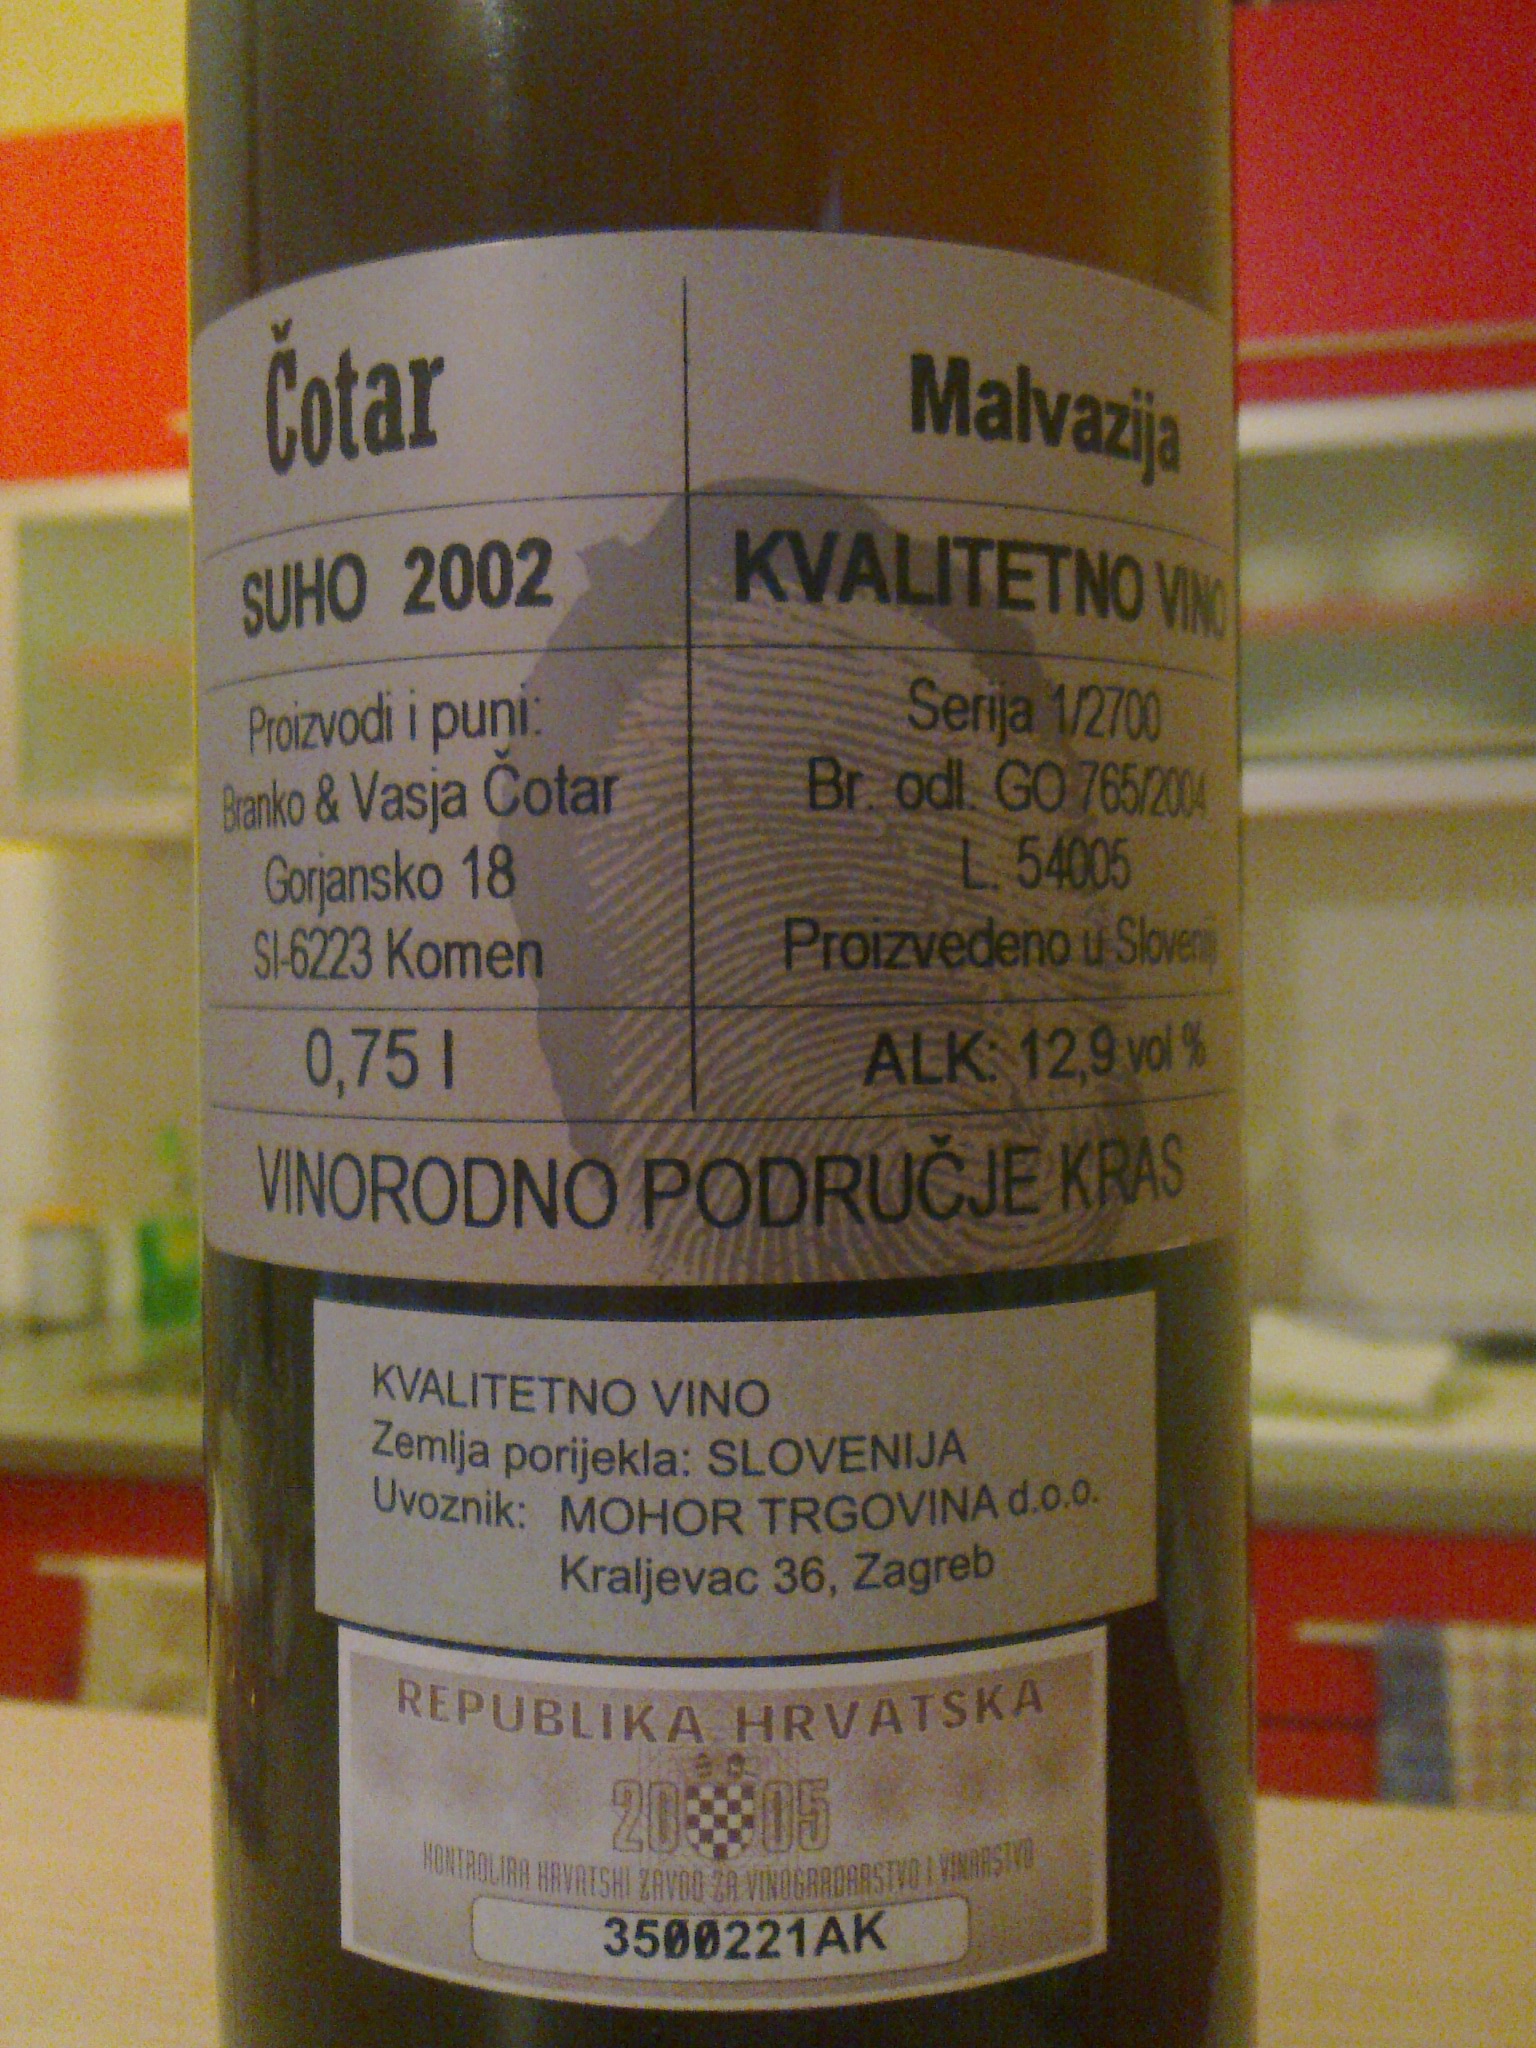 Čotar
Malvazija
SUHO 2002
KVALITETNO VINO
Proizvodi i puni:
Branko & Vasja Čotar
Gorjansko 18
SI-6223 Komen
Serija 1/2700
Br. odl. GO 765/2004
L. 54005
Proizvedeno u Sloveniji
0,75 l
ALK: 12,9 vol %
VINORODNO PODRUČJE KRAS
KVALITETNO VINO
Zemlja porijekla: SLOVENIJA
Uvoznik: MOHOR TRGOVINA d.o.o.
Kraljevac 36, Zagreb
REPUBLIKA HRVATSKA
2005
KONTROLIRA HRVATSKI ZAVOD ZA VINOGRADARSTVO I VINARSTVO
3500221AK